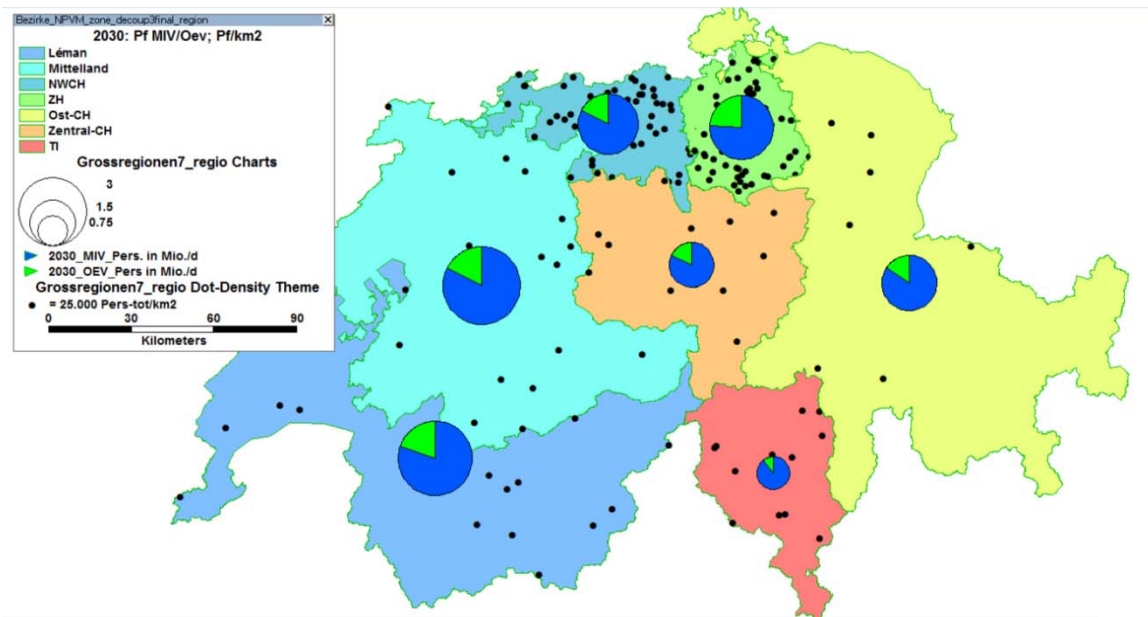 Bezirke_NPVM_zone_decoup3final_region
2030: Pf MIV/Oev; Pf/km2
Léman
Mittelland
NWCH
ZH
Ost-CH
Zentral-CH
TI
Grossregionen7_regio Charts
3
1.5
0.75
2030_MIV_Pers. in Mio./d
2030_OEV_Pers in Mio./d
Grossregionen7_regio Dot-Density Theme
= 25.000 Pers-tot/km2
0 30 60 90
Kilometers